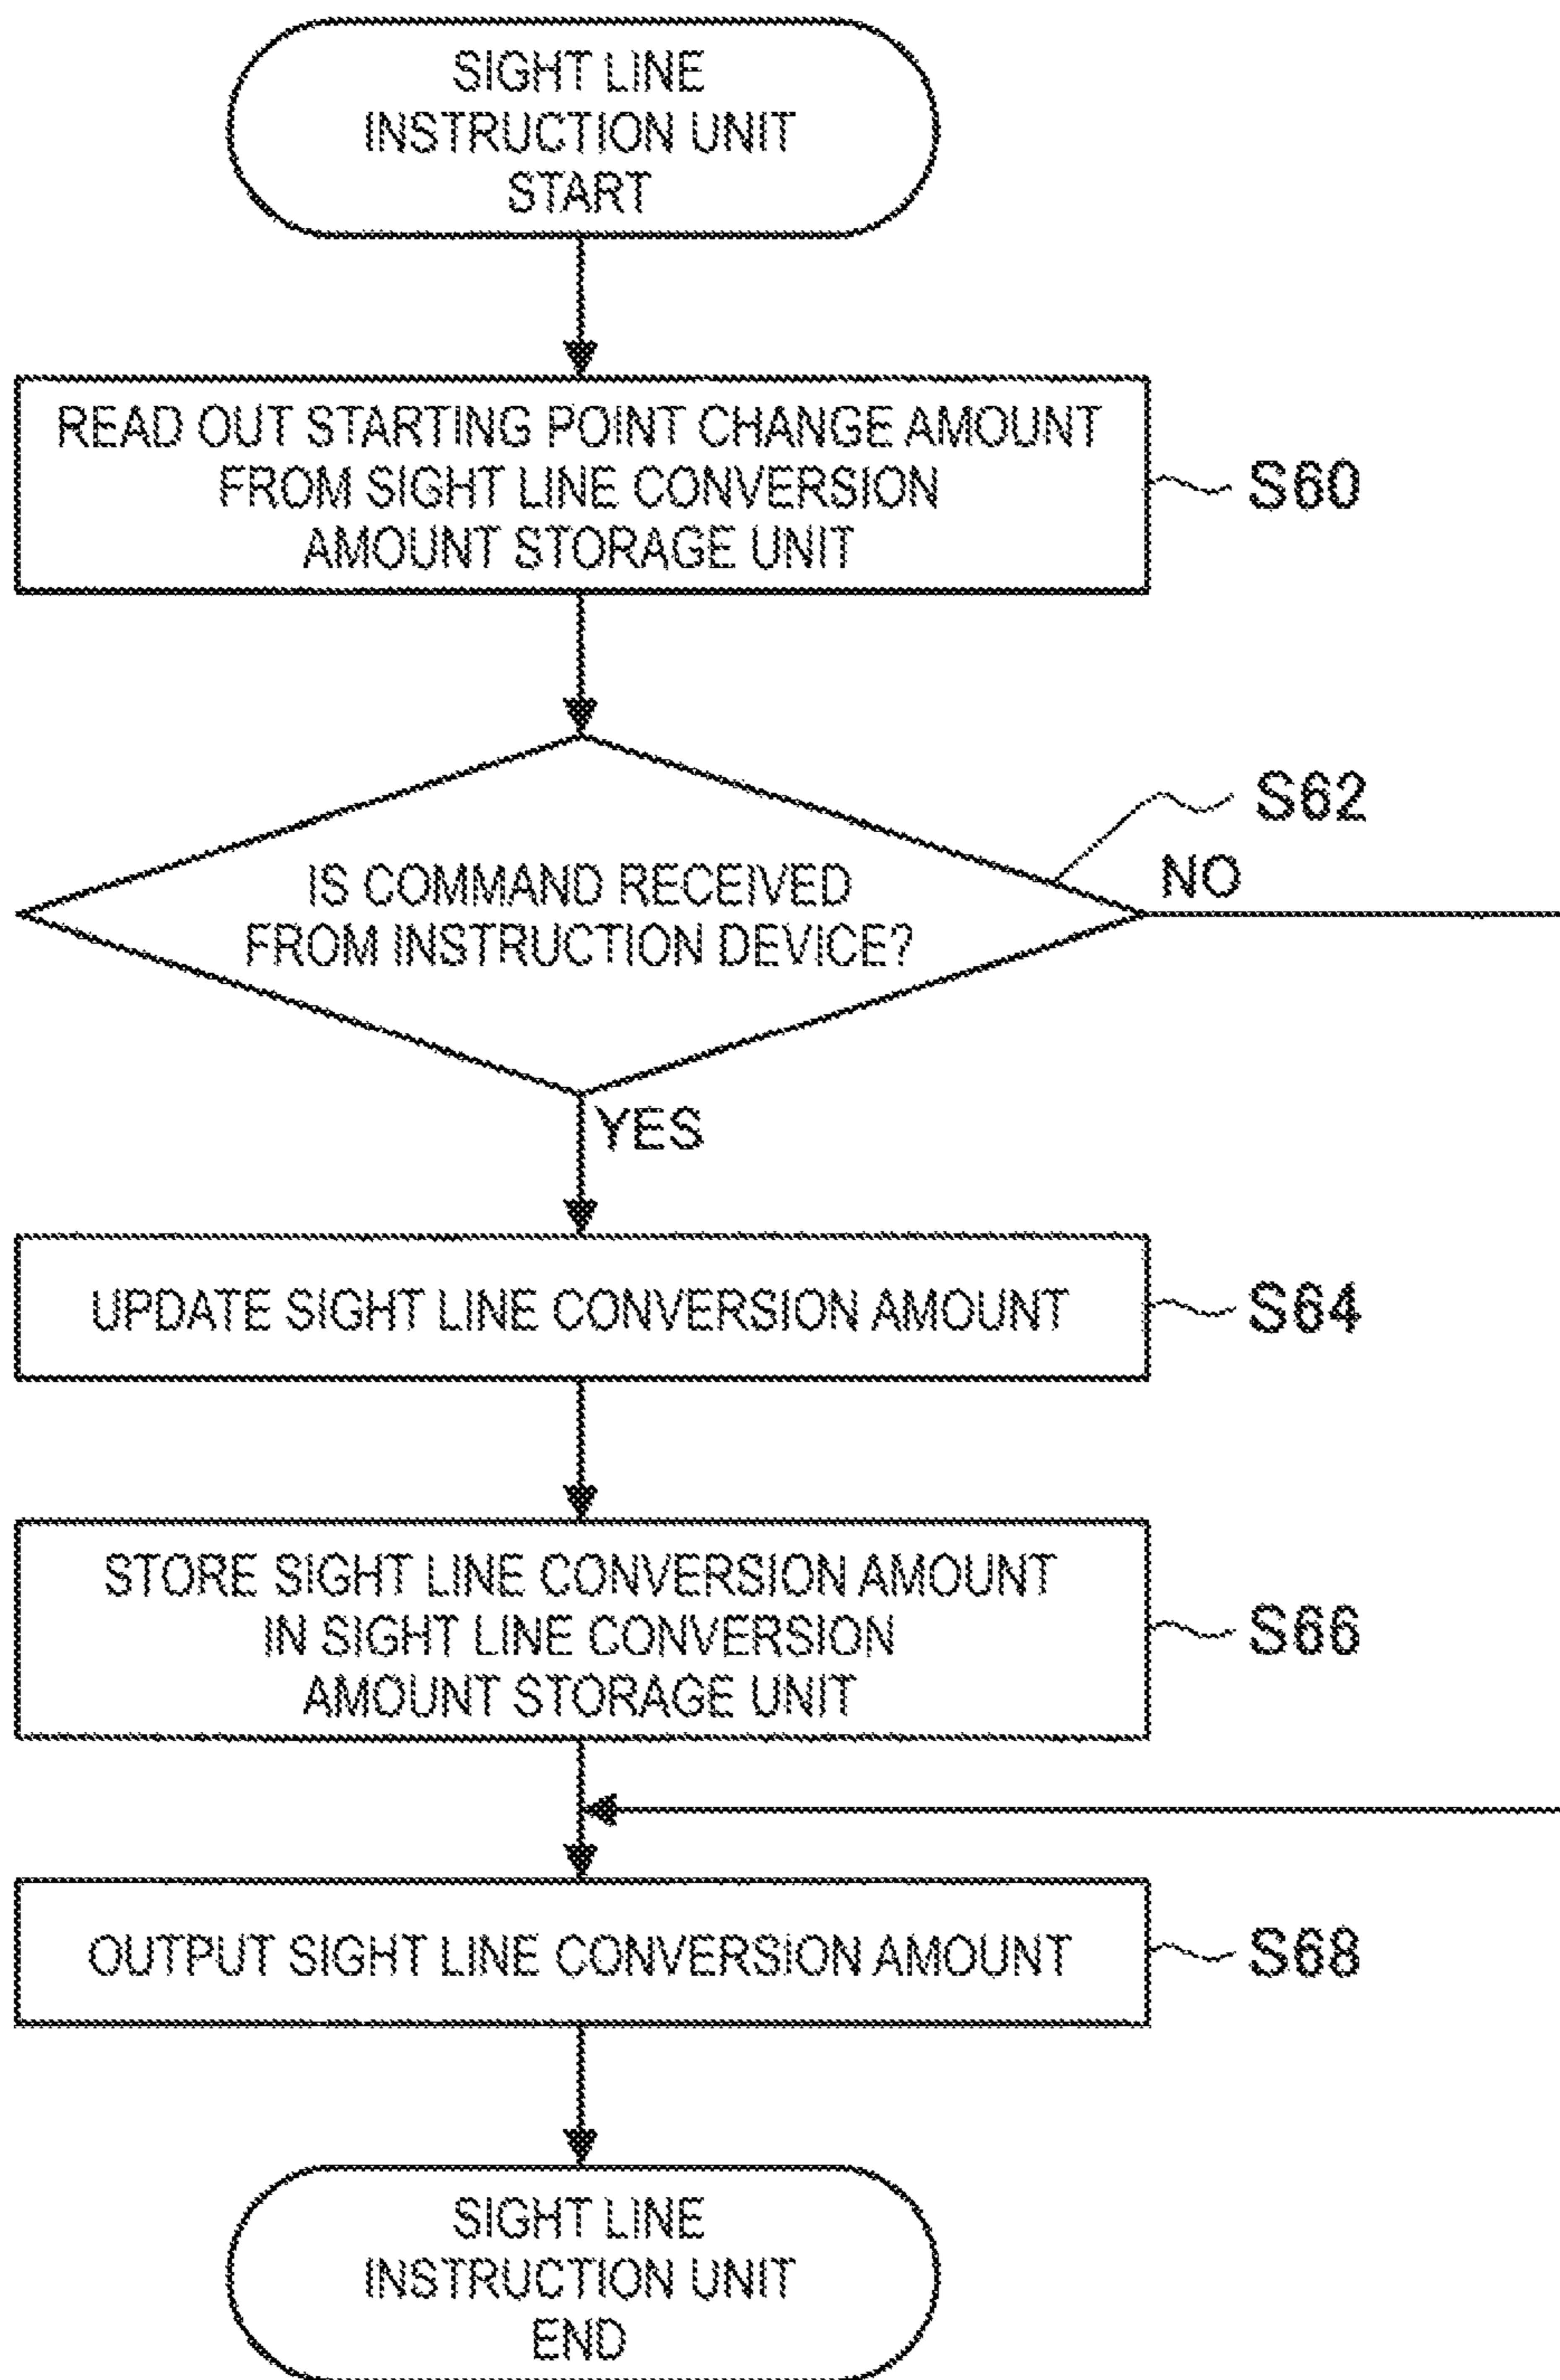 SIGHT LINE
INSTRUCTION UNIT
START
READ OUT STARTING POINT CHANGE AMOUNT
FROM SIGHT LINE CONVERSION
AMOUNT STORAGE UNIT
S60
S62
NO
IS COMMAND RECEIVED
FROM INSTRUCTION DEVICE?
YES
UPDATE SIGHT LINE CONVERSION AMOUNT
S64
STORE SIGHT LINE CONVERSION AMOUNT
IN SIGHT LINE CONVERSION
AMOUNT STORAGE UNIT
S66
OUTPUT SIGHT LINE CONVERSION AMOUNT
S68
SIGHT LINE
INSTRUCTION UNIT
END